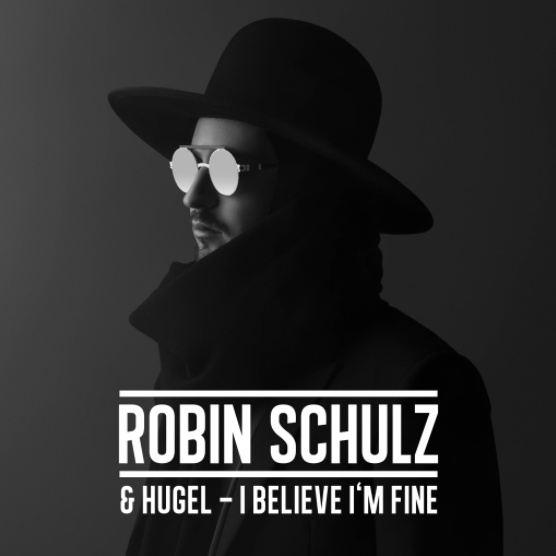 ROBIN SCHULZ
& HUGEL – I BELIEVE I‘M FINE